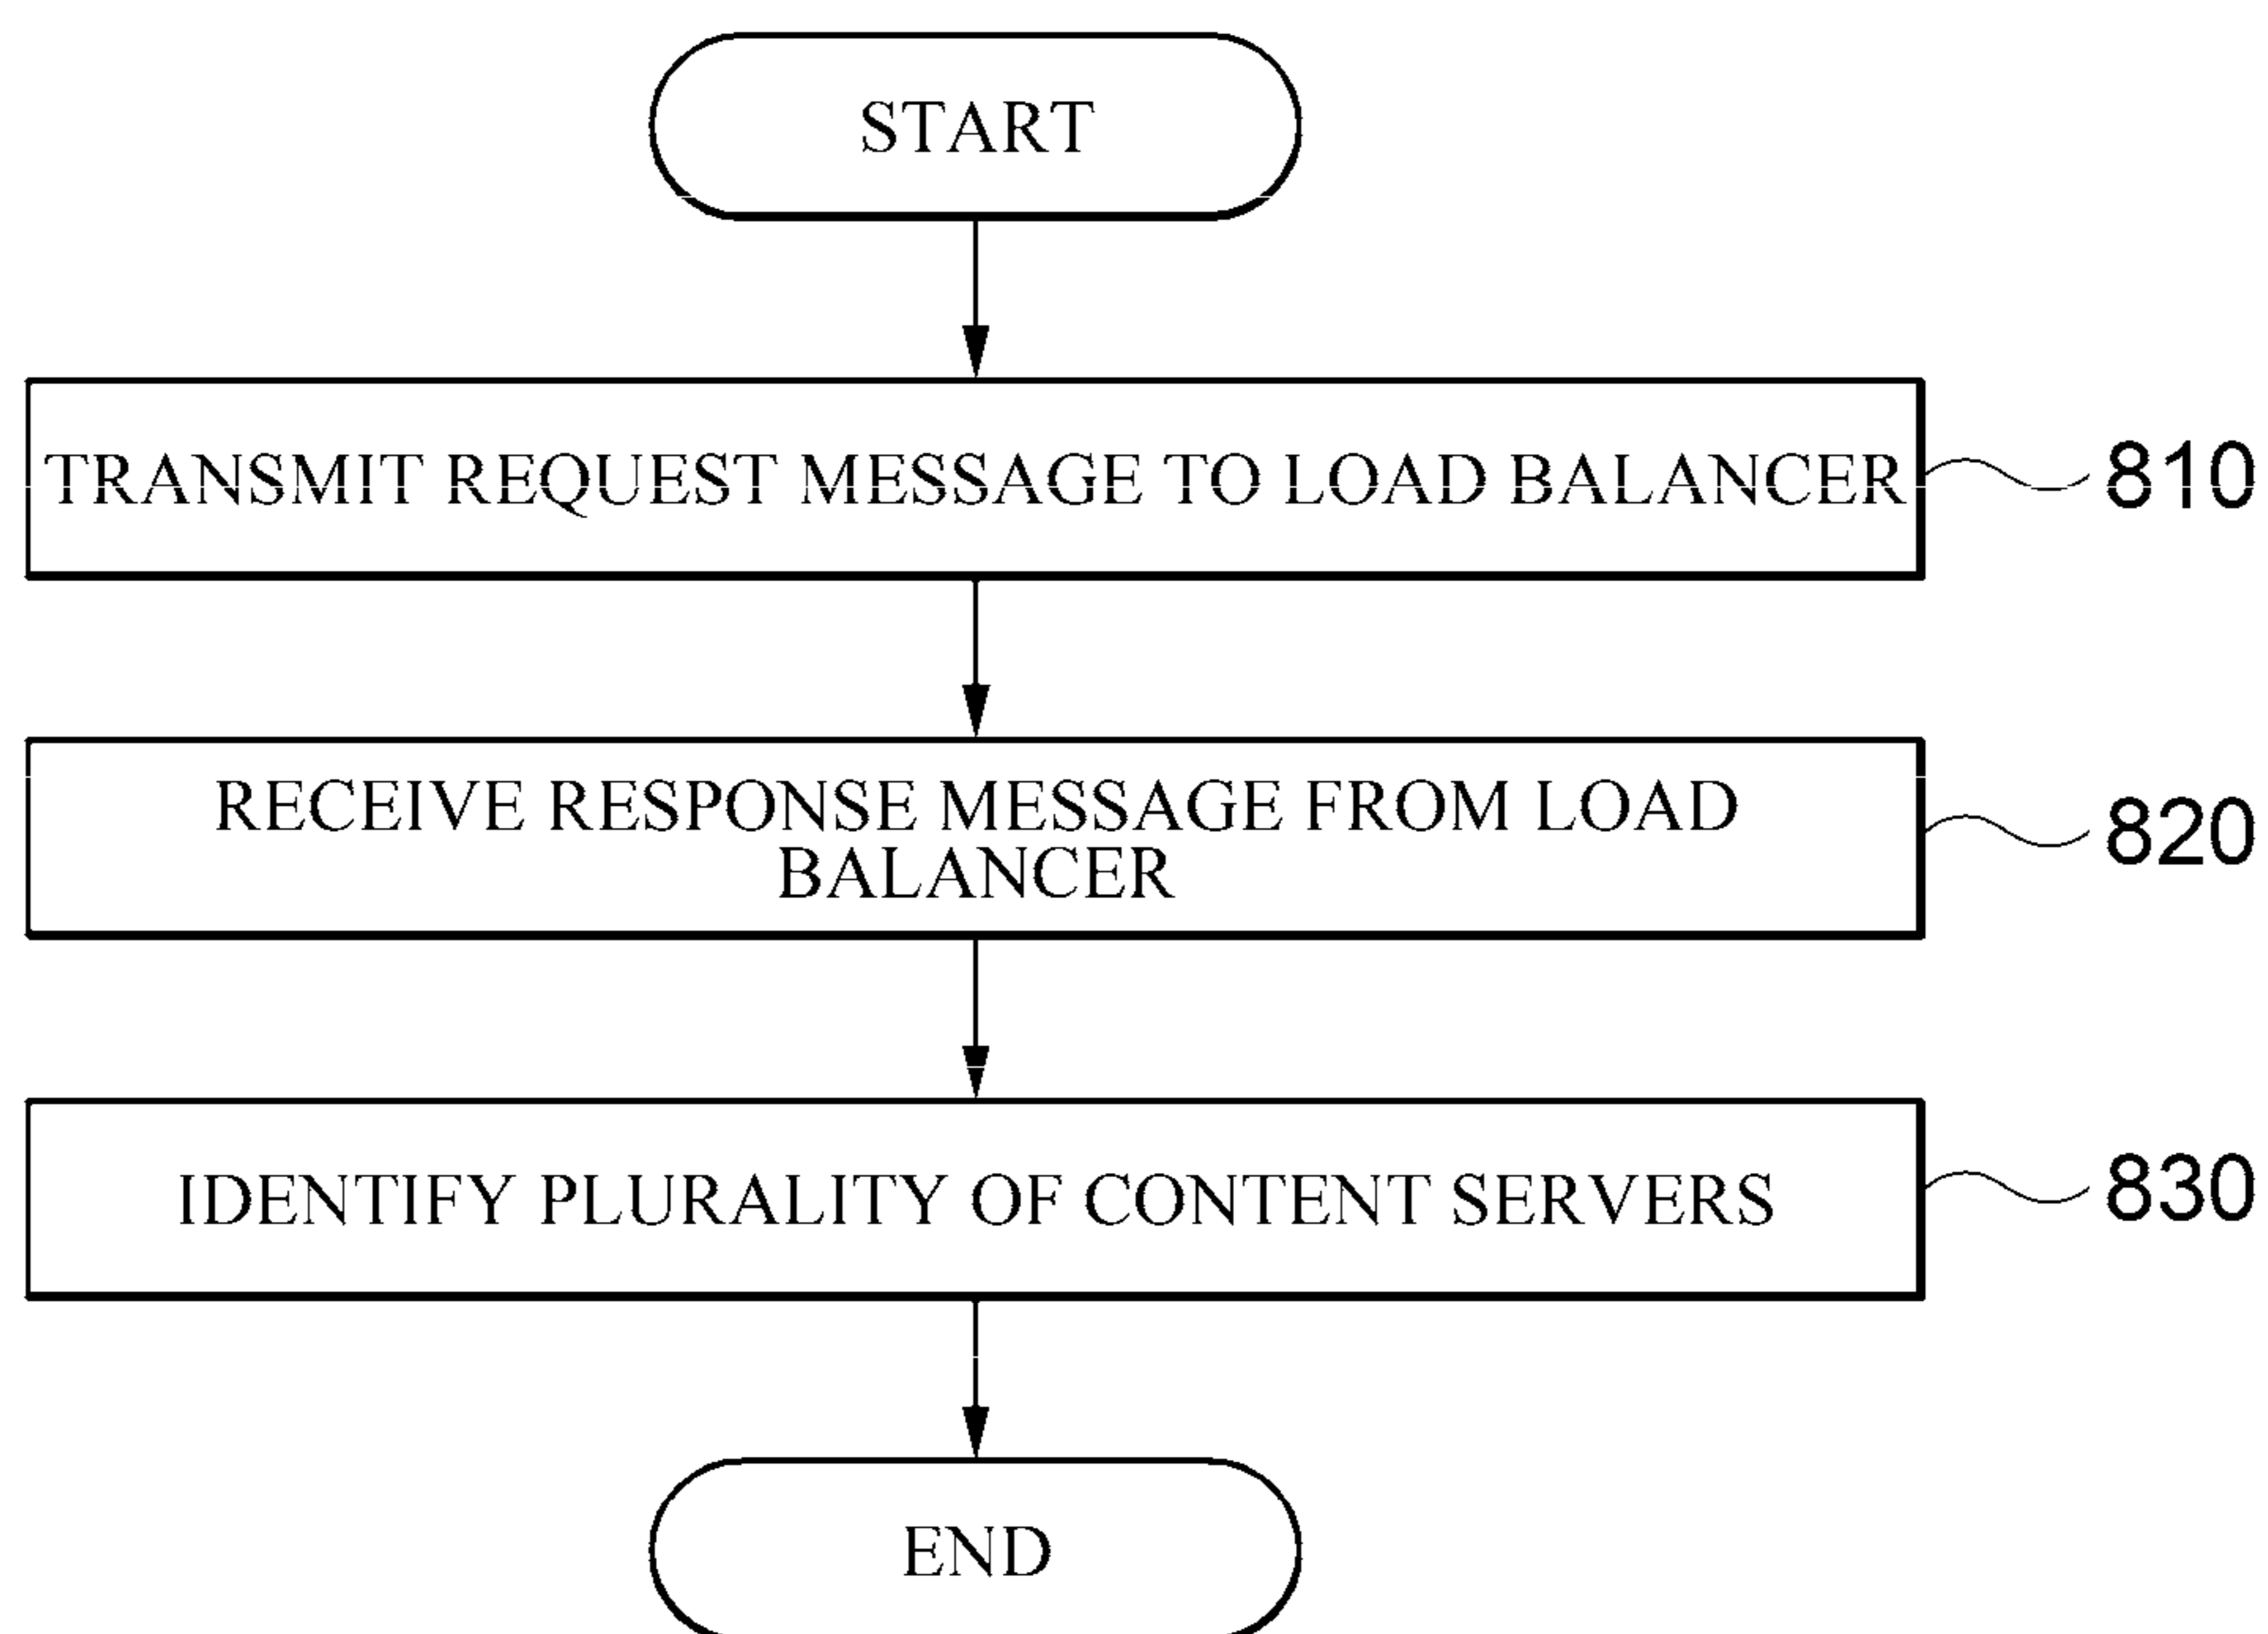 START
TRANSMIT REQUEST MESSAGE TO LOAD BALANCER
810
RECEIVE RESPONSE MESSAGE FROM LOAD
BALANCER
820
IDENTIFY PLURALITY OF CONTENT SERVERS
830
END